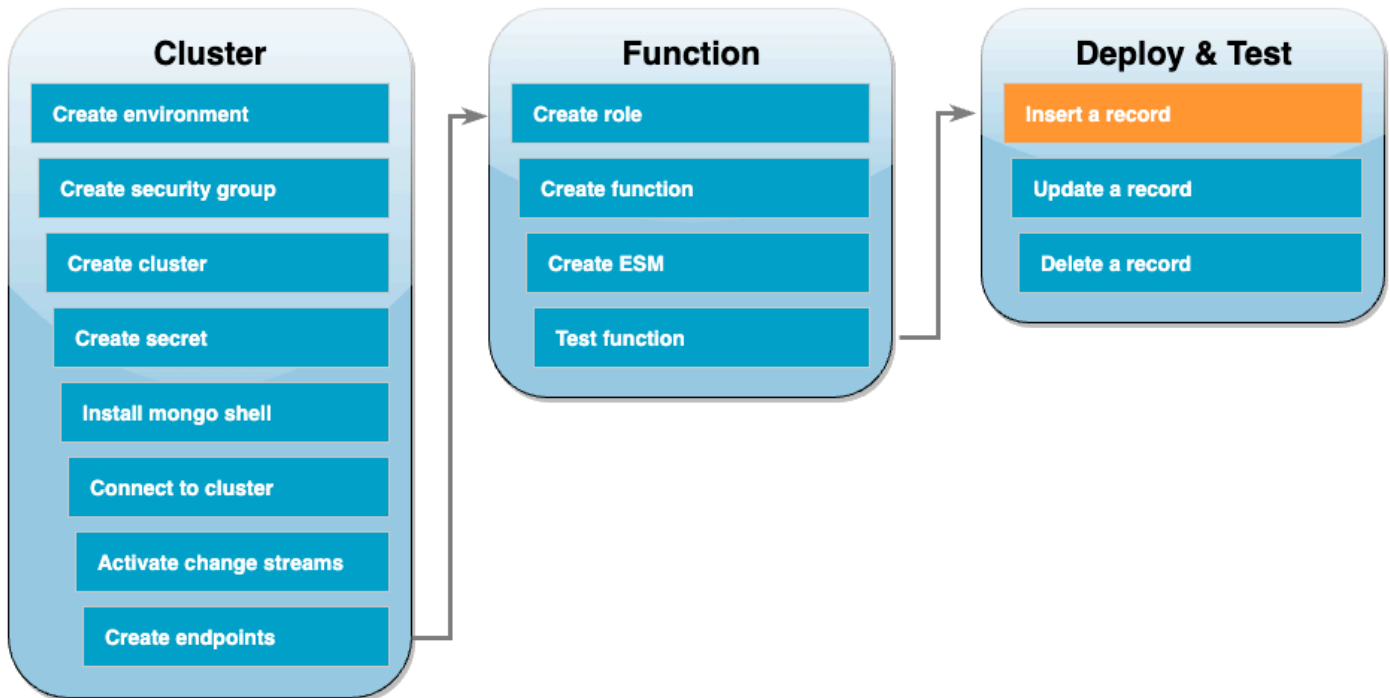 Cluster
Create environment
Create security group
Create cluster
Create secret
Install mongo shell
Connect to cluster
Activate change streams
Create endpoints
Function
Create role
Create function
Create ESM
Test function
Deploy & Test
Insert a record
Update a record
Delete a record